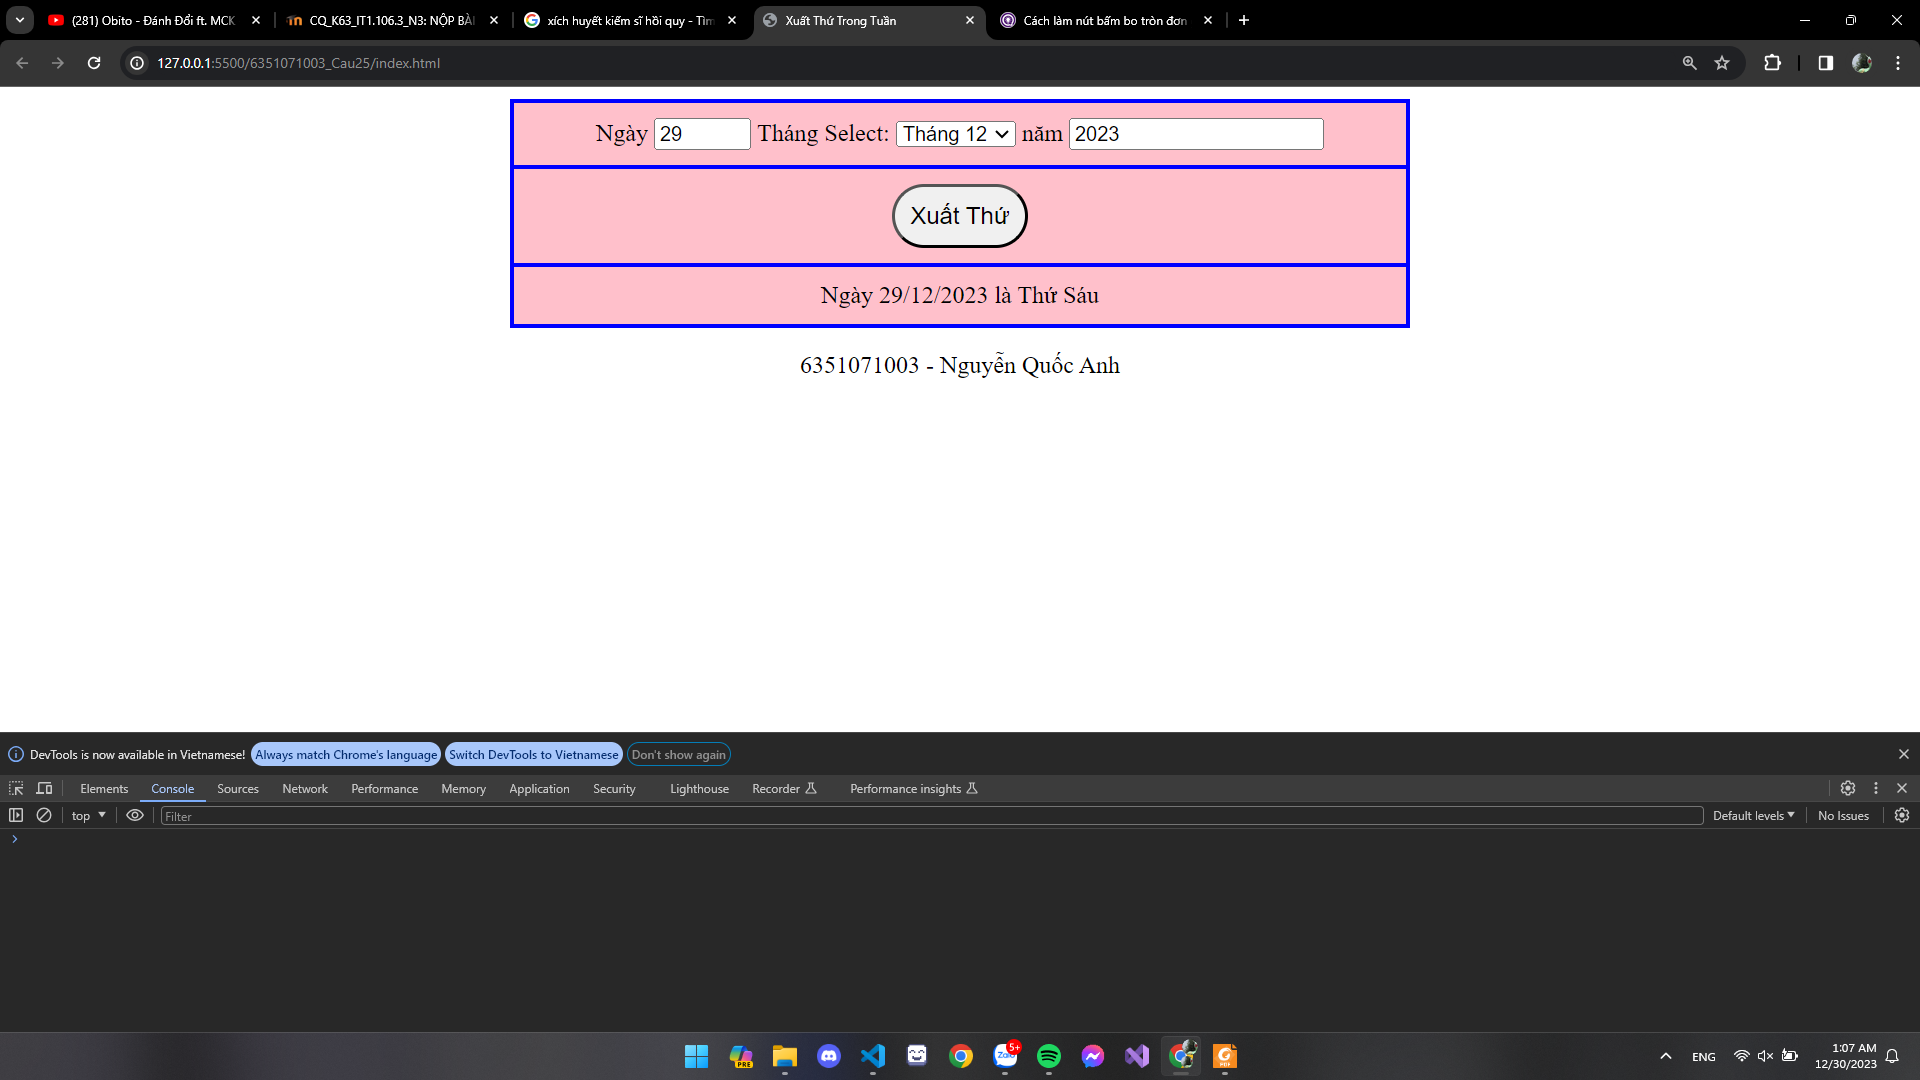 (281) Obito - Đánh Đổi ft. MCK
CQ_K63_IT1.106.3_N3: NỘP BÀI
xích huyết kiếm sĩ hồi quy - Tìm
Xuất Thứ Trong Tuần
Cách làm nút bấm bo tròn đơn
127.0.0.1:5500/6351071003_Cau25/index.html
Ngày 29 Tháng Select: Tháng 12 năm 2023
Xuất Thứ
Ngày 29/12/2023 là Thứ Sáu
6351071003 - Nguyễn Quốc Anh
DevTools is now available in Vietnamese! Always match Chrome's language Switch DevTools to Vietnamese Don't show again
Elements Console Sources Network Performance Memory Application Security Lighthouse Recorder Performance insights
top Filter Default levels No Issues
PRE
Zalo
5+
PDF
ENG
1:07 AM
12/30/2023